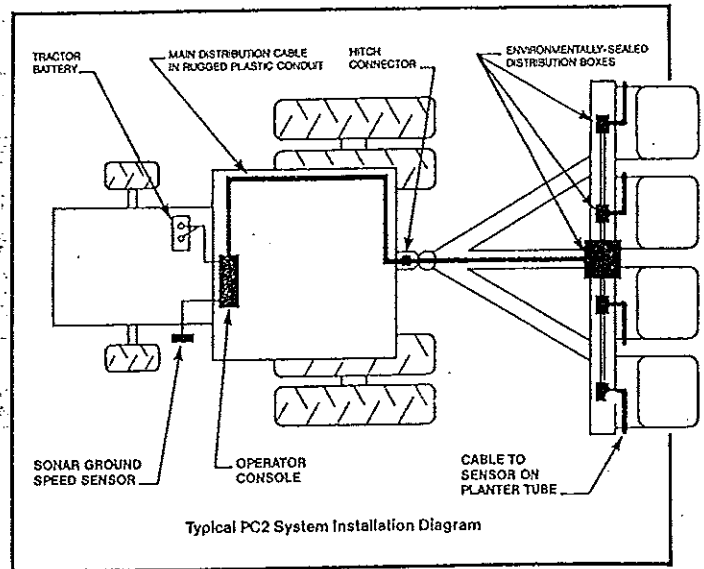 TRACTOR
BATTERY
MAIN DISTRIBUTION CABLE
IN RUGGED PLASTIC CONDUIT
HITCH
CONNECTOR
ENVIRONMENTALLY-SEALED
DISTRIBUTION BOXES
SONAR GROUND
SPEED SENSOR
OPERATOR
CONSOLE
CABLE TO
SENSOR ON
PLANTER TUBE
Typical PC2 System Installation Diagram